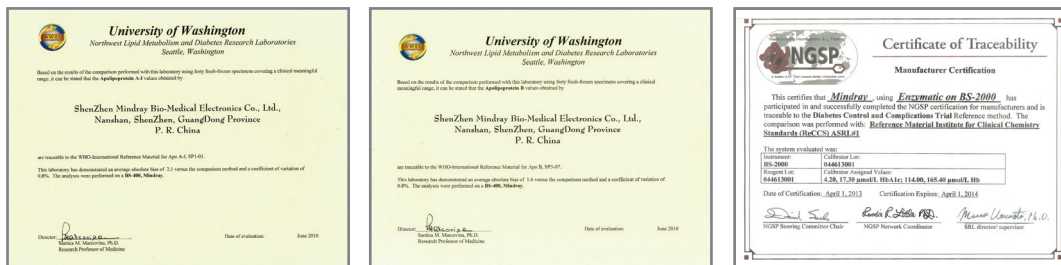 University of Washington
Northwest Lipid Metabolism and Diabetes Research Laboratories
Seattle, Washington
Based on the results of the comparison performed with this laboratory using forty fresh-frozen specimens covering a clinical meaningful
range, it can be stated that the Apolipoprotein A-I values obtained by
ShenZhen Mindray Bio-Medical Electronics Co., Ltd.,
Nanshan, ShenZhen, GuangDong Province
P. R. China
are traceable to the WHO-International Reference Material for Apo A-I, SP1-01.
This laboratory has demonstrated an average absolute bias of 2.1 versus the comparison method and a coefficient of variation of
0.8%. The analyses were performed on a BS-400, Mindray.
Director:
Santica M. Marcovina, Ph.D.
Research Professor of Medicine
Date of evaluation: June 2010
University of Washington
Northwest Lipid Metabolism and Diabetes Research Laboratories
Seattle, Washington
Based on the results of the comparison performed with this laboratory using forty fresh-frozen specimens covering a clinical
meaningful range, it can be stated that the Apolipoprotein B values obtained by
ShenZhen Mindray Bio-Medical Electronics Co., Ltd.,
Nanshan, ShenZhen, GuangDong Province
P. R. China
are traceable to the WHO-International Reference Material for Apo B, SP3-07.
This laboratory has demonstrated an average absolute bias of 1.6 versus the comparison method and a coefficient of variation of
0.8%. The analyses were performed on a BS-400, Mindray.
Director:
Santica M. Marcovina, Ph.D.
Research Professor of Medicine
Date of evaluation: June 2010
NGSP
Certificate of Traceability
Manufacturer Certification
This certifies that Mindray, using Enzymatic on BS-2000 has
participated in and successfully completed the NGSP certification for manufacturers and is
traceable to the Diabetes Control and Complications Trial Reference method. The
comparison was performed with: Reference Material Institute for Clinical Chemistry
Standards (ReCCS) ASRL#1
The system evaluated was:
Instrument: Calibrator Lot:
BS-2000 044613001
Reagent Lot: Calibrator Assigned Values:
044613001 4.20, 17.30 µmol/L HbA1c; 114.00, 165.40 µmol/L Hb
Date of Certification: April 1, 2013 Certification Expires: April 1, 2014
NGSP Steering Committee Chair NGSP Network Coordinator SRL director/ supervisor